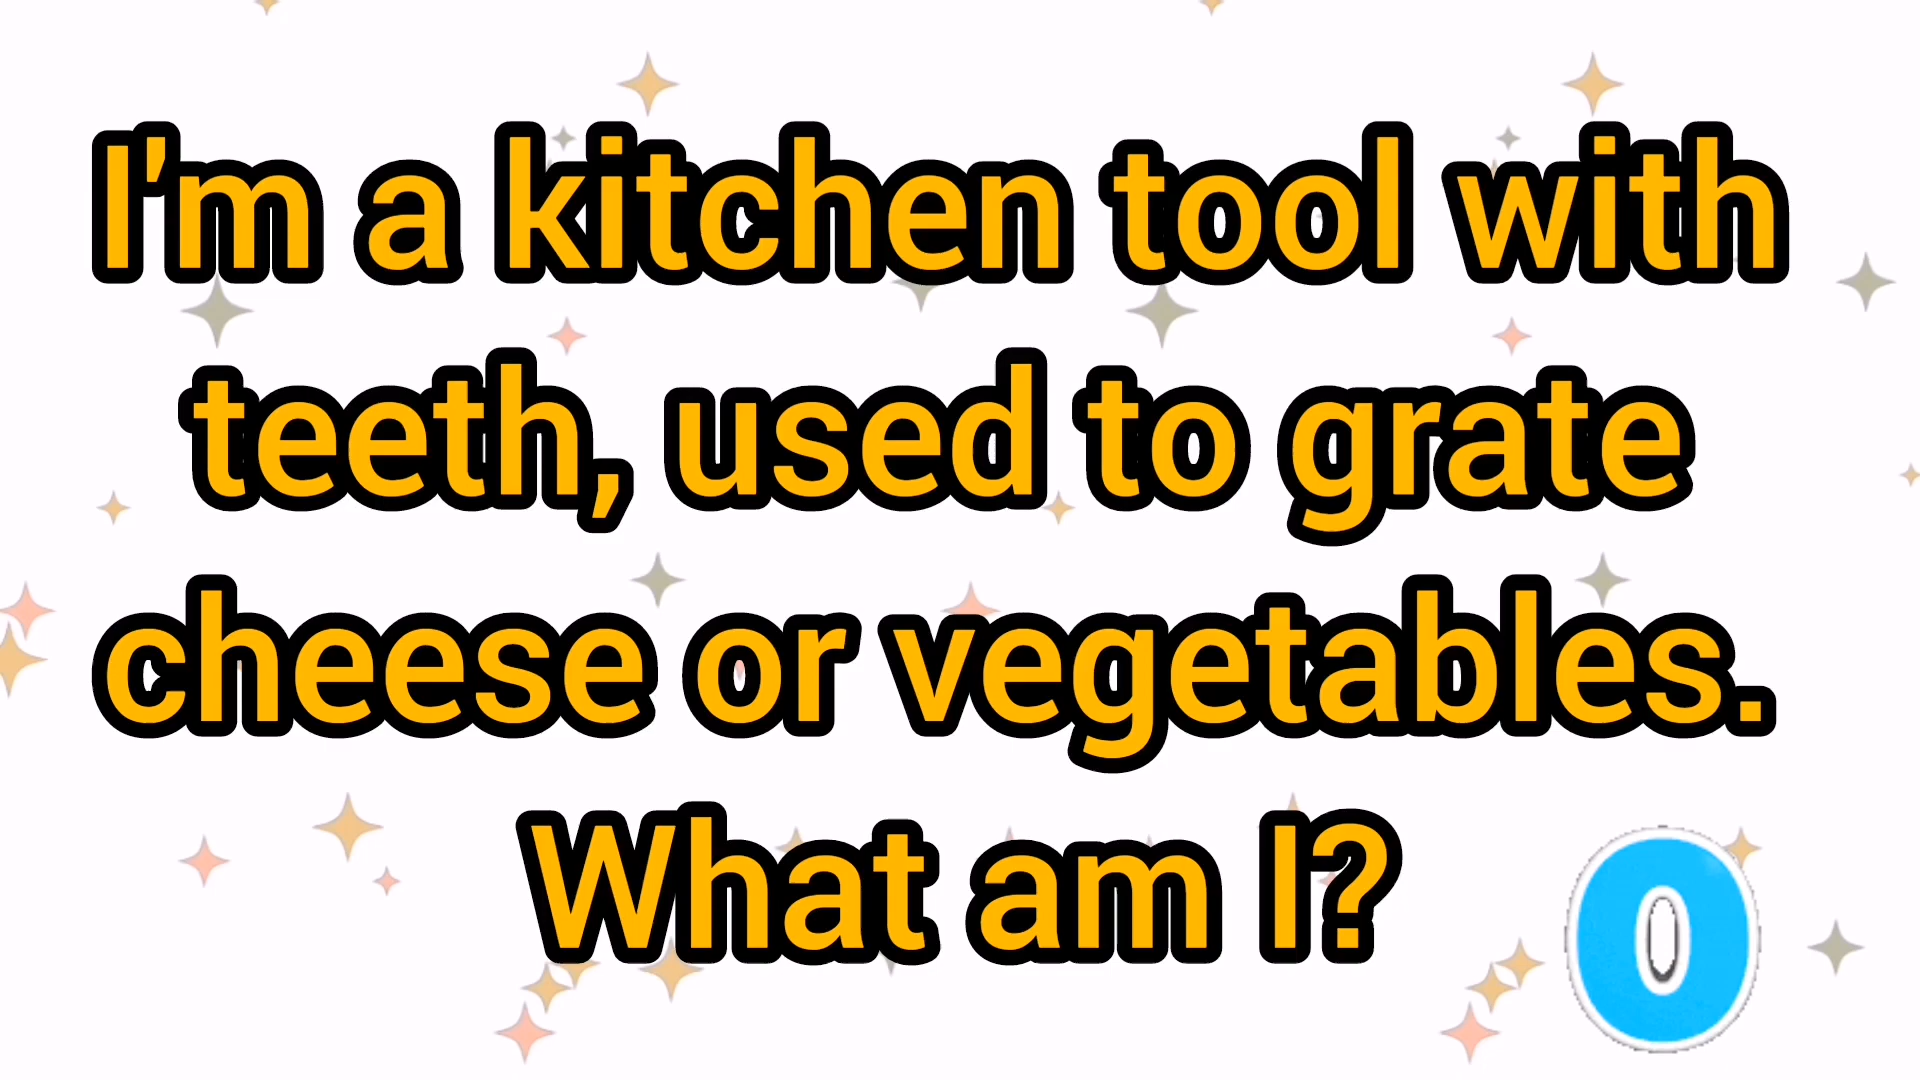 I'm a kitchen tool with
teeth, used to grate
cheese or vegetables.
What am I?
0